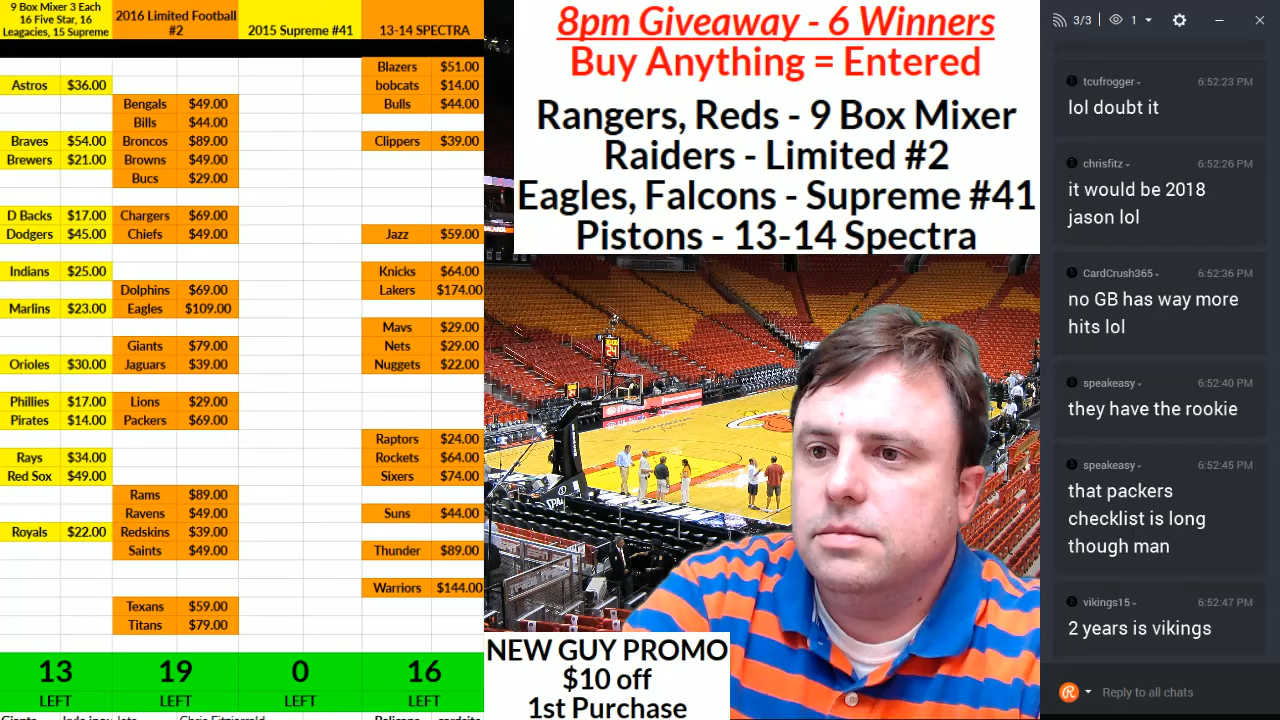 9 Box Mixer 3 Each
16 Five Star, 16
Leagacies, 15 Supreme
2016 Limited Football
#2
2015 Supreme #41
13-14 SPECTRA
Blazers $51.00
Astros $36.00
bobcats $14.00
Bengals $49.00
Bulls $44.00
Bills $44.00
Braves $54.00
Broncos $89.00
Clippers $39.00
Brewers $21.00
Browns $49.00
Bucs $29.00
D Backs $17.00
Chargers $69.00
Dodgers $45.00
Chiefs $49.00
Jazz $59.00
Indians $25.00
Knicks $64.00
Dolphins $69.00
Lakers $174.00
Marlins $23.00
Eagles $109.00
Mavs $29.00
Giants $79.00
Nets $29.00
Orioles $30.00
Jaguars $39.00
Nuggets $22.00
Phillies $17.00
Lions $29.00
Pirates $14.00
Packers $69.00
Raptors $24.00
Rays $34.00
Rockets $64.00
Red Sox $49.00
Sixers $74.00
Rams $89.00
Ravens $49.00
Suns $44.00
Royals $22.00
Redskins $39.00
Saints $49.00
Thunder $89.00
Warriors $144.00
Texans $59.00
Titans $79.00
13
LEFT
19
LEFT
0
LEFT
16
LEFT
8pm Giveaway - 6 Winners
Buy Anything = Entered
Rangers, Reds - 9 Box Mixer
Raiders - Limited #2
Eagles, Falcons - Supreme #41
Pistons - 13-14 Spectra
24
NEW GUY PROMO
$10 off
1st Purchase
3/3 1
tcufrogger 6:52:23 PM
lol doubt it
chrisfitz 6:52:26 PM
it would be 2018
jason lol
CardCrush365 6:52:36 PM
no GB has way more
hits lol
speakeasy 6:52:40 PM
they have the rookie
speakeasy 6:52:45 PM
that packers
checklist is long
though man
vikings15 6:52:47 PM
2 years is vikings
Reply to all chats